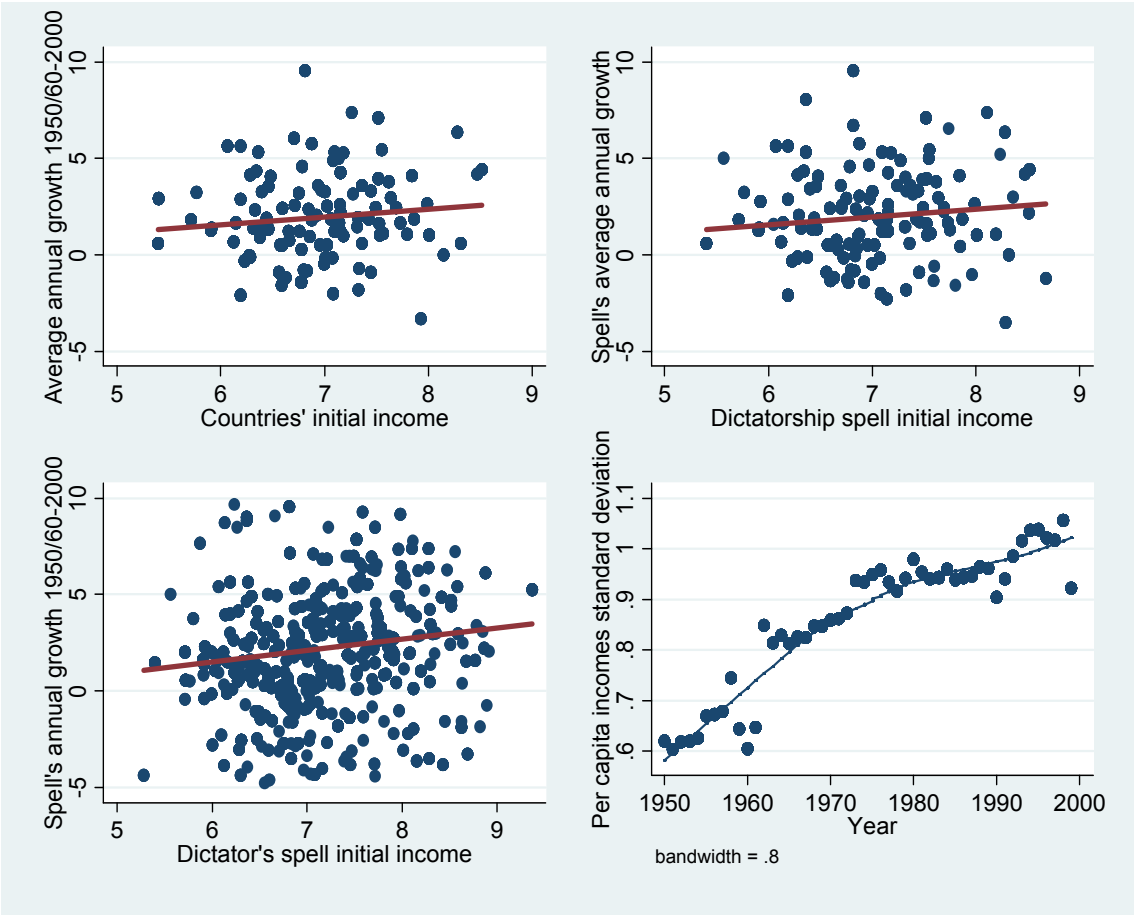 Average annual growth 1950/60-2000
10
5
0
-5
5 6 7 8 9
Countries' initial income
Spell's average annual growth
10
5
0
-5
5 6 7 8 9
Dictatorship spell initial income
Spell's annual growth 1950/60-2000
10
5
0
-5
5 6 7 8 9
Dictator's spell initial income
Per capita incomes standard deviation
1.1
1
.9
.8
.7
.6
1950 1960 1970 1980 1990 2000
Year
bandwidth = .8